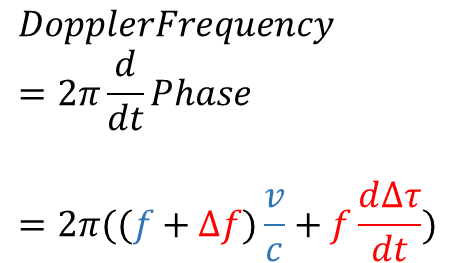 DopplerFrequency
= 2π d/dt Phase
= 2π((f + Δf) v/c + f dΔτ/dt)